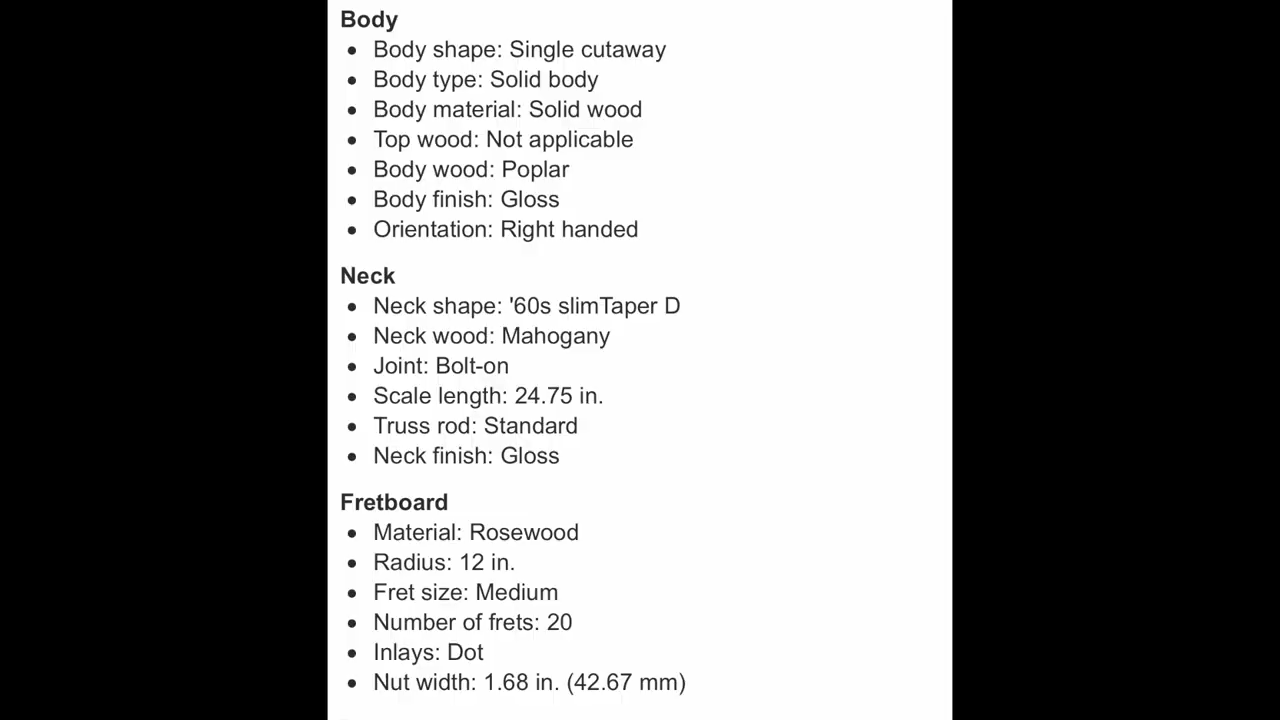 Body
• Body shape: Single cutaway
• Body type: Solid body
• Body material: Solid wood
• Top wood: Not applicable
• Body wood: Poplar
• Body finish: Gloss
• Orientation: Right handed
Neck
• Neck shape: '60s slimTaper D
• Neck wood: Mahogany
• Joint: Bolt-on
• Scale length: 24.75 in.
• Truss rod: Standard
• Neck finish: Gloss
Fretboard
• Material: Rosewood
• Radius: 12 in.
• Fret size: Medium
• Number of frets: 20
• Inlays: Dot
• Nut width: 1.68 in. (42.67 mm)